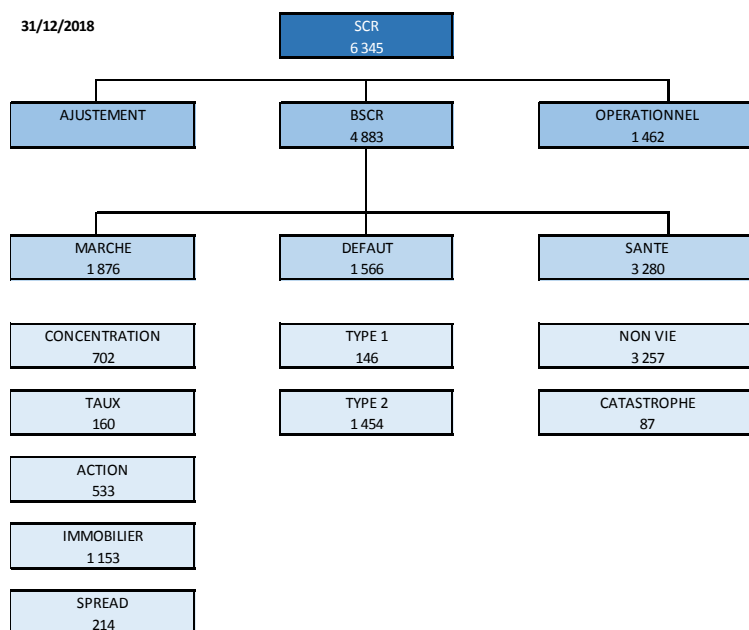 31/12/2018
SCR
6 345
AJUSTEMENT
BSCR
4 883
OPERATIONNEL
1 462
MARCHE
1 876
DEFAUT
1 566
SANTE
3 280
CONCENTRATION
702
TYPE 1
146
NON VIE
3 257
TAUX
160
TYPE 2
1 454
CATASTROPHE
87
ACTION
533
IMMOBILIER
1 153
SPREAD
214